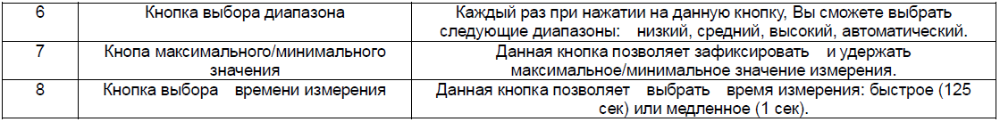 6 Кнопка выбора диапазона Каждый раз при нажатии на данную кнопку, Вы сможете выбрать
следующие диапазоны: низкий, средний, высокий, автоматический.
7 Кнопа максимального/минимального
значения
Данная кнопка позволяет зафиксировать и удержать
максимальное/минимальное значение измерения.
8 Кнопка выбора времени измерения Данная кнопка позволяет выбрать время измерения: быстрое (125
сек) или медленное (1 сек).